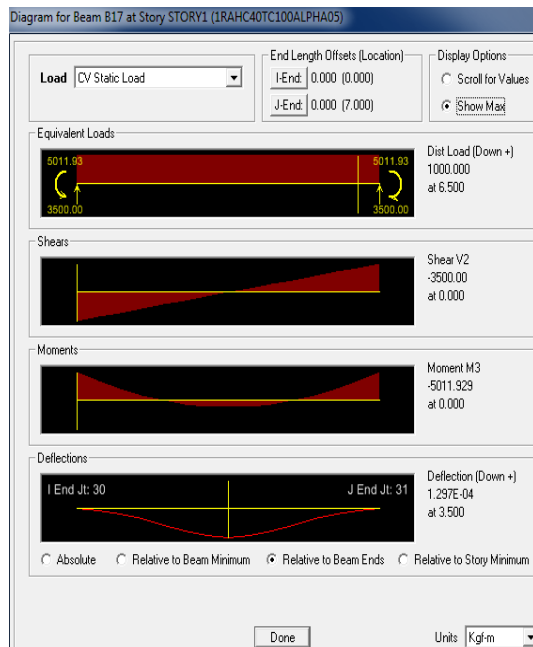 Diagram for Beam B17 at Story STORY1 (1RAHC40TC100ALPHA05)
Load CV Static Load
End Length Offsets (Location)
I-End: 0.000 (0.000)
J-End: 0.000 (7.000)
Display Options
Scroll for Values
Show Max
Equivalent Loads
5011.93 5011.93
3500.00 3500.00
Dist Load (Down +)
1000.000
at 6.500
Shears
Shear V2
-3500.00
at 0.000
Moments
Moment M3
-5011.929
at 0.000
Deflections
I End Jt: 30 J End Jt: 31
Deflection (Down +)
1.297E-04
at 3.500
Absolute Relative to Beam Minimum Relative to Beam Ends Relative to Story Minimum
Done Units Kgf-m